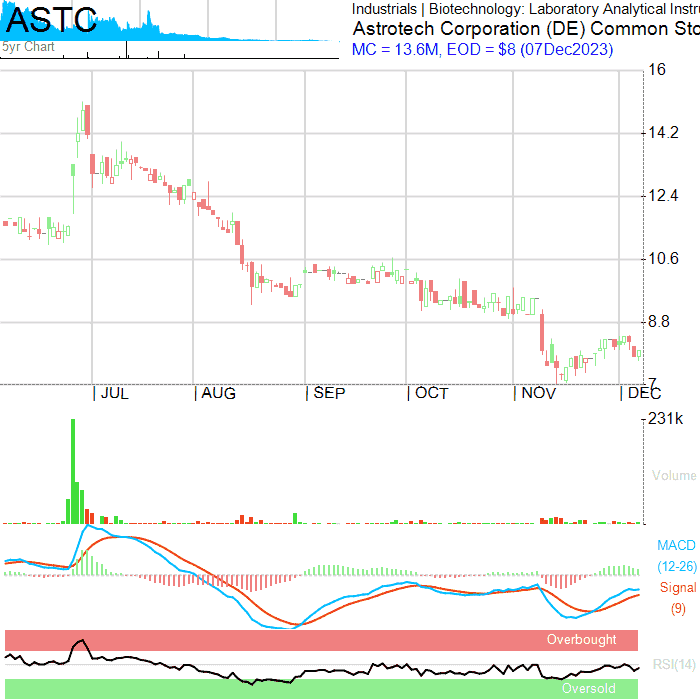 ASTC
5yr Chart
Industrials | Biotechnology: Laboratory Analytical Instr
Astrotech Corporation (DE) Common Sto
MC = 13.6M, EOD = $8 (07Dec2023)
16
14.2
12.4
10.6
8.8
7
| JUL | AUG | SEP | OCT | NOV | DEC
231k
Volume
MACD
(12-26)
Signal
(9)
Overbought
RSI(14)
Oversold